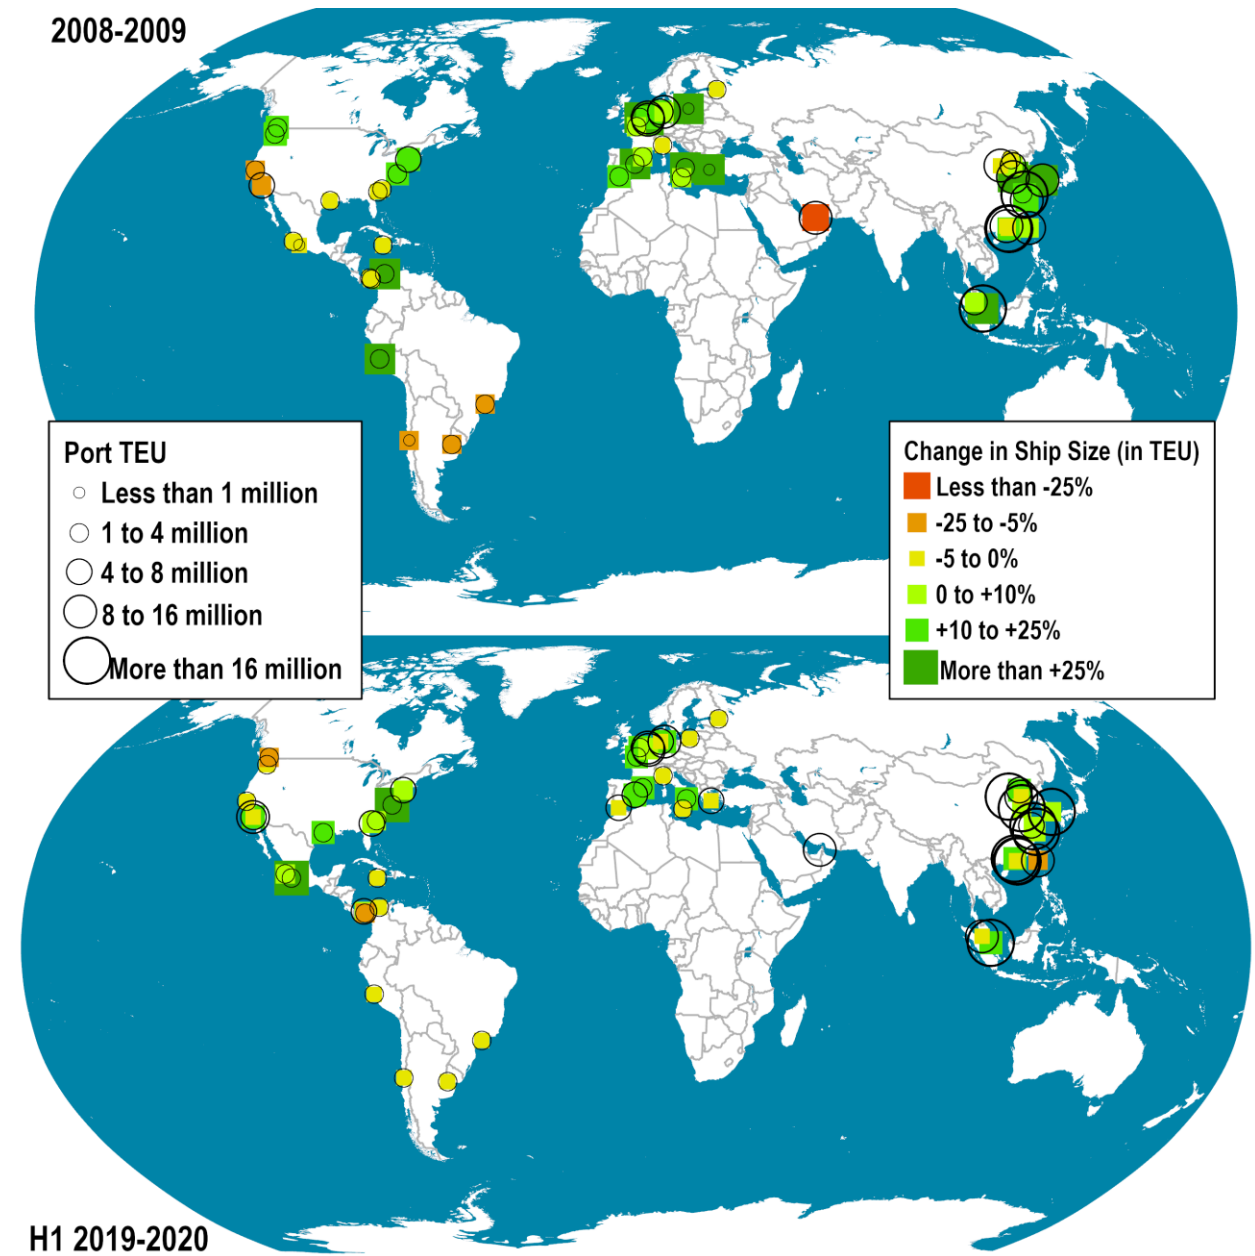 2008-2009
Port TEU
Less than 1 million
1 to 4 million
4 to 8 million
8 to 16 million
More than 16 million
Change in Ship Size (in TEU)
Less than -25%
-25 to -5%
-5 to 0%
0 to +10%
+10 to +25%
More than +25%
H1 2019-2020